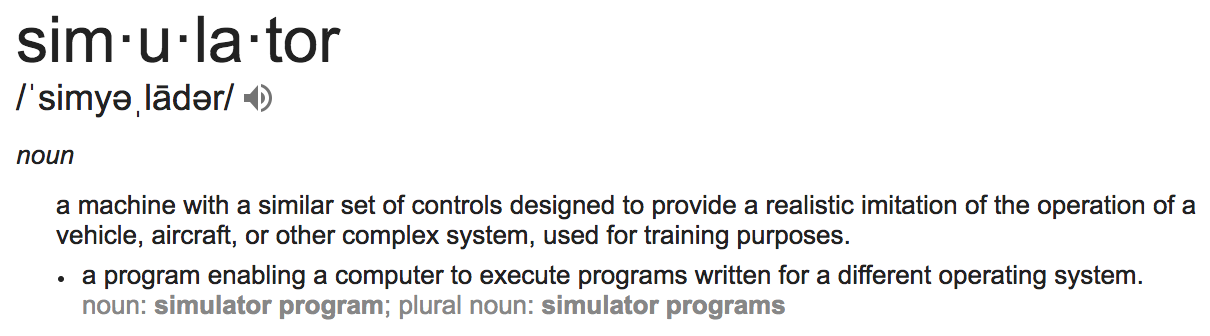 sim·u·la·tor
/ˈsimyəˌlādər/
noun
a machine with a similar set of controls designed to provide a realistic imitation of the operation of a
vehicle, aircraft, or other complex system, used for training purposes.
• a program enabling a computer to execute programs written for a different operating system.
noun: simulator program; plural noun: simulator programs